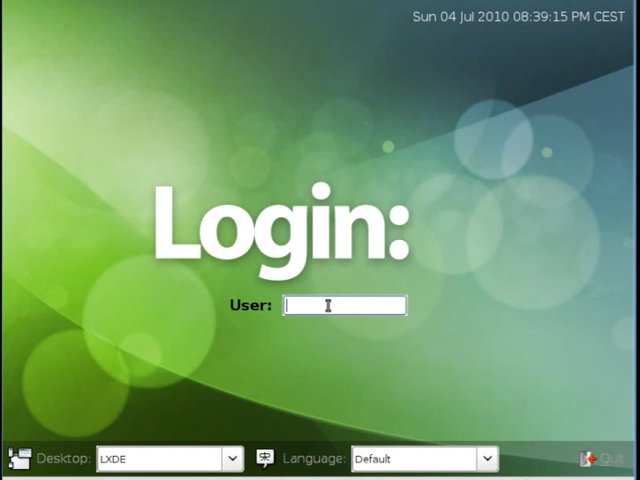 Sun 04 Jul 2010 08:39:15 PM CEST
Login:
User:
Desktop: LXDE Language: Default Quit